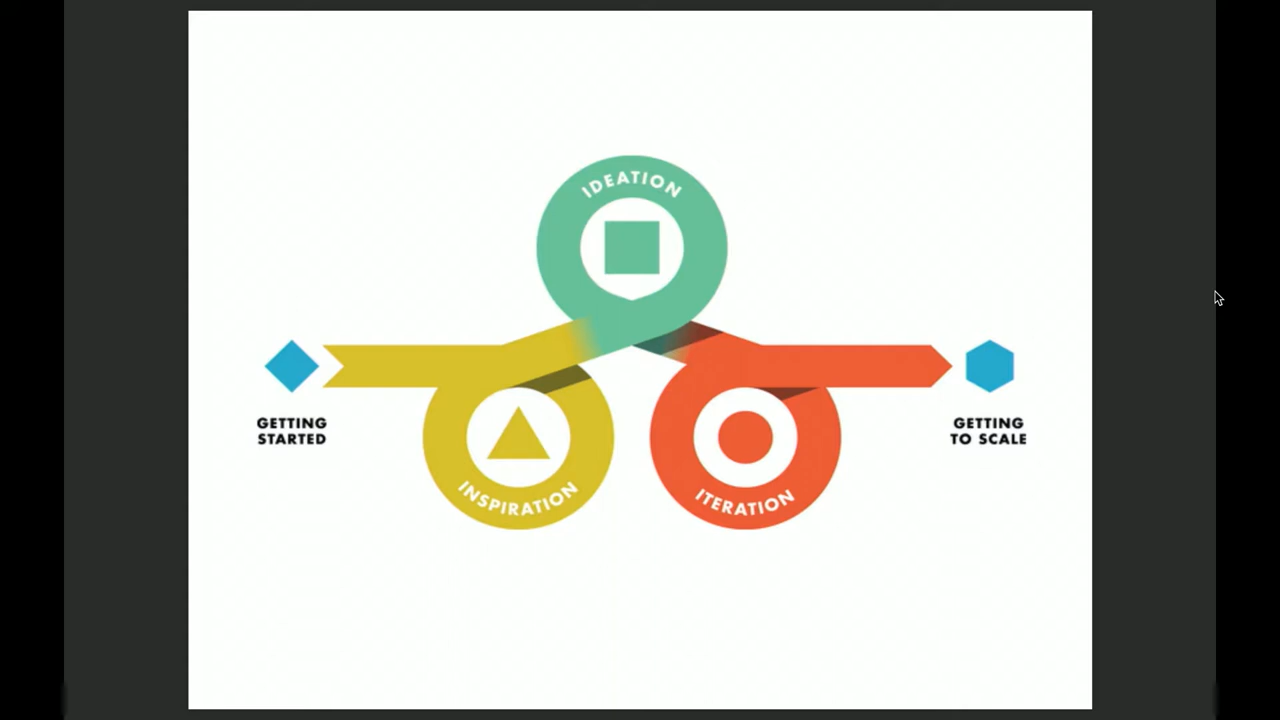 IDEATION
GETTING
STARTED
GETTING
TO SCALE
INSPIRATION
ITERATION